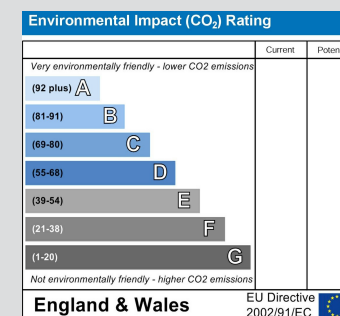 Environmental Impact (CO₂) Rating
Current Poten
Very environmentally friendly - lower CO2 emissions
(92 plus) A
(81-91) B
(69-80) C
(55-68) D
(39-54) E
(21-38) F
(1-20) G
Not environmentally friendly - higher CO2 emissions
England & Wales
EU Directive
2002/91/EC